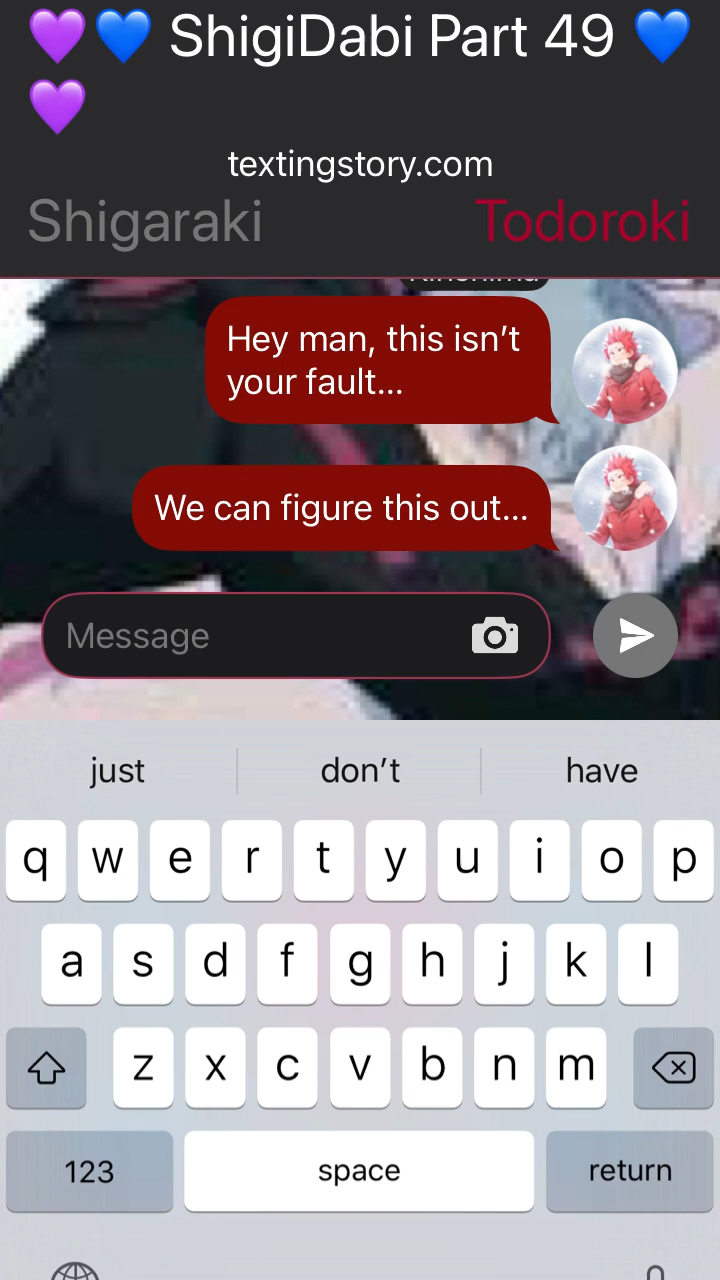 💜💙 ShigiDabi Part 49 💙
💜
textingstory.com
Shigaraki Todoroki
Hey man, this isn’t
your fault...
We can figure this out...
Message
just don’t have
q w e r t y u i o p
a s d f g h j k l
z x c v b n m
123 space return